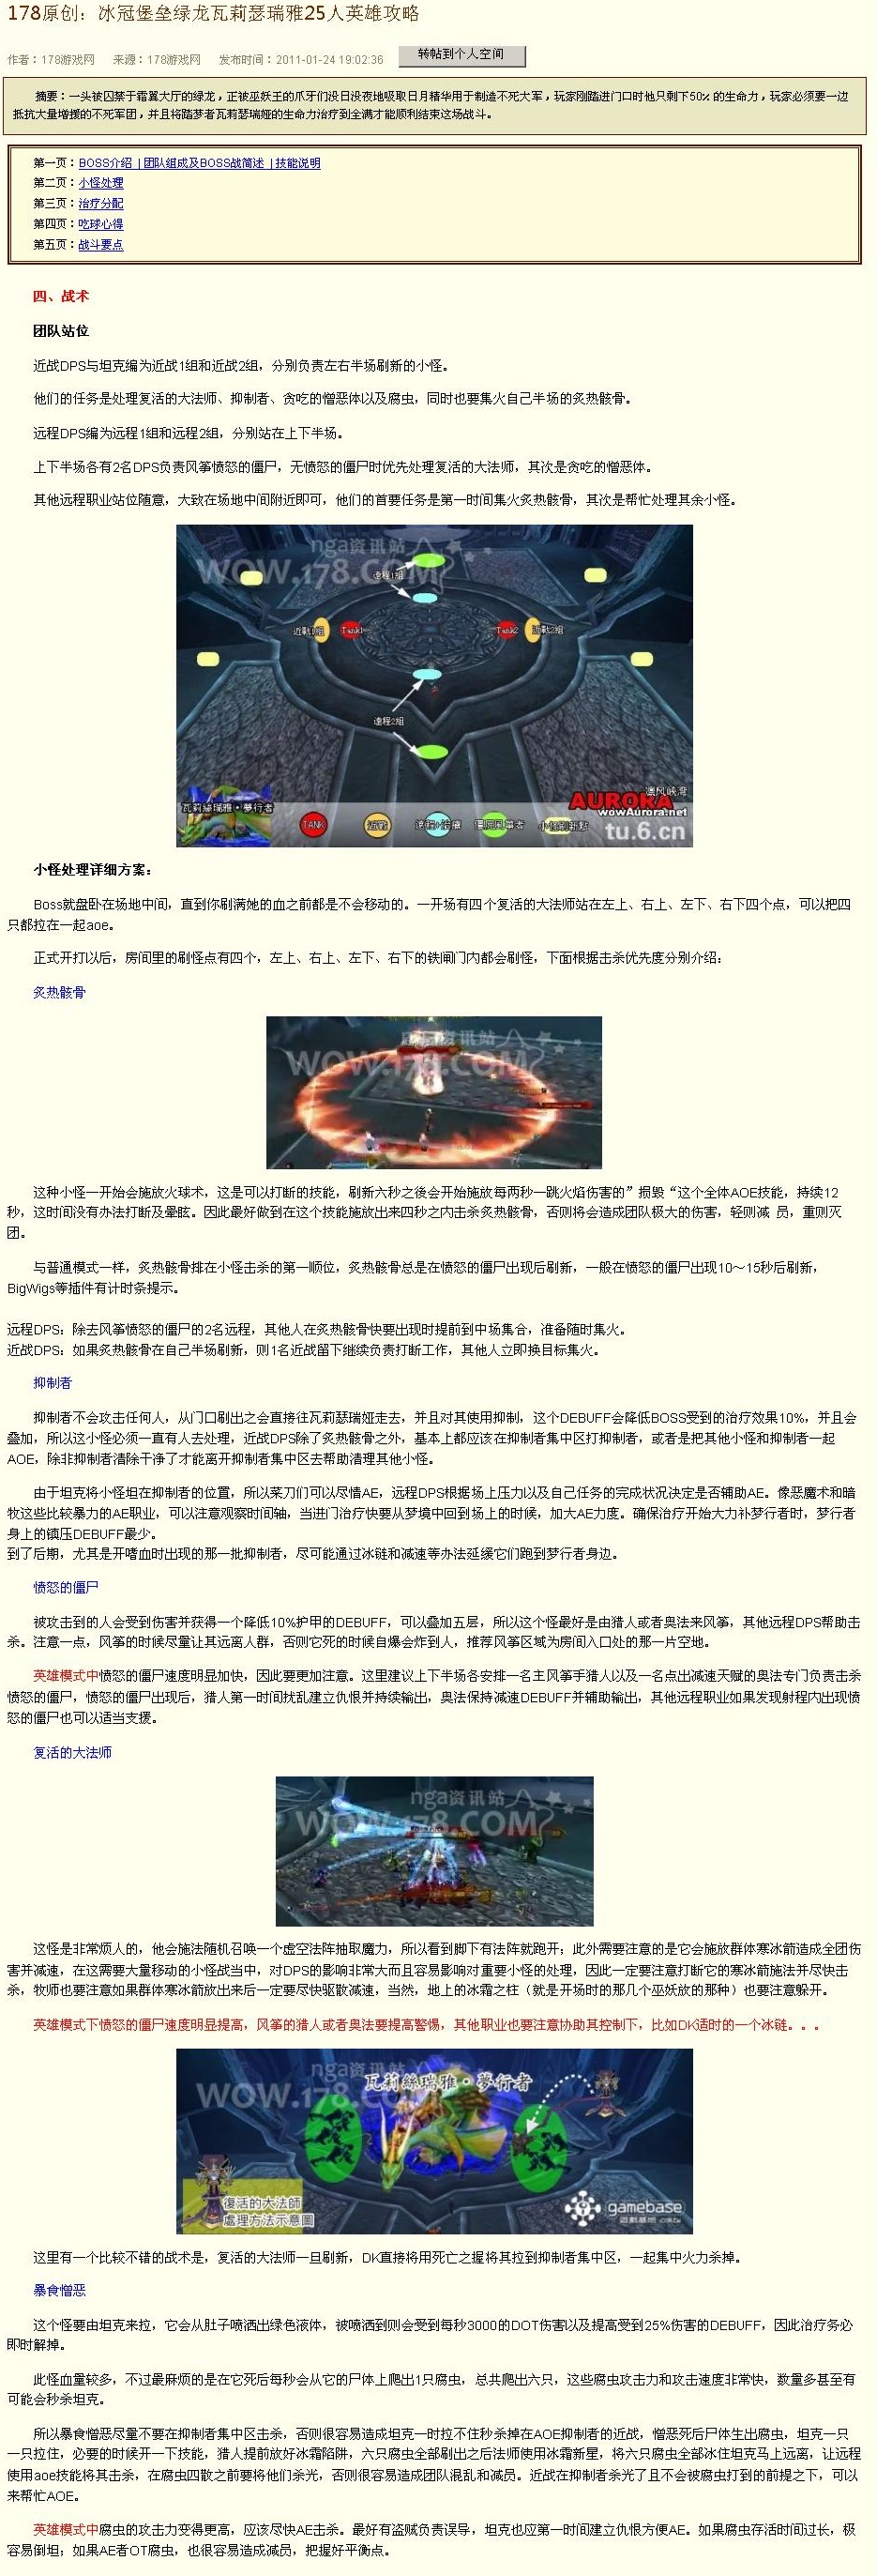 178原创：冰冠堡垒绿龙瓦莉瑟瑞雅25人英雄攻略
作者：178游戏网 来源：178游戏网 发布时间：2011-01-24 19:02:36 转帖到个人空间
摘要：一头被囚禁于霜翼大厅的绿龙，正被巫妖王的爪牙们没日没夜地吸取日月精华用于制造不死大军，玩家刚踏进门口时他只剩下50%的生命力，玩家必须要一边
抵抗大量增援的不死军团，并且将踏梦者瓦莉瑟瑞娅的生命力治疗到全满才能顺利结束这场战斗。
第一页：BOSS介绍 | 团队组成及BOSS战简述 | 技能说明
第二页：小怪处理
第三页：治疗分配
第四页：吃球心得
第五页：战斗要点
四、战术
团队站位
近战DPS与坦克编为近战1组和近战2组，分别负责左右半场刷新的小怪。
他们的任务是处理复活的大法师、抑制者、贪吃的憎恶体以及腐虫，同时也要集火自己半场的炙热骸骨。
远程DPS编为远程1组和远程2组，分别站在上下半场。
上下半场各有2名DPS负责风筝愤怒的僵尸，无愤怒的僵尸时优先处理复活的大法师，其次是贪吃的憎恶体。
其他远程职业站位随意，大致在场地中间附近即可，他们的首要任务是第一时间集火炙热骸骨，其次是帮忙处理其余小怪。
nga资讯站
WOW.178.COM
遠程1組
近戰1組 Tank1 Tank2 近戰2組
遠程2組
瓦莉絲瑞雅·夢行者
AURORA
wowAurora.net
TANK 近戰 遠程+治療
tu.6.cn
小怪处理详细方案：
Boss就盘卧在场地中间，直到你刷满她的血之前都是不会移动的。一开场有四个复活的大法师站在左上、右上、左下、右下四个点，可以把四
只都拉在一起aoe。
正式开打以后，房间里的刷怪点有四个，左上、右上、左下、右下的铁闸门内都会刷怪，下面根据击杀优先度分别介绍：
炙热骸骨
nga资讯站
WOW.178.COM
这种小怪一开始会施放火球术，这是可以打断的技能，刷新六秒之後会开始施放每两秒一跳火焰伤害的”损毁“这个全体AOE技能，持续12
秒，这时间没有办法打断及晕眩。因此最好做到在这个技能施放出来四秒之内击杀炙热骸骨，否则将会造成团队极大的伤害，轻则减 员，重则灭
团。
与普通模式一样，炙热骸骨排在小怪击杀的第一顺位，炙热骸骨总是在愤怒的僵尸出现后刷新，一般在愤怒的僵尸出现10～15秒后刷新，
BigWigs等插件有计时条提示。
远程DPS：除去风筝愤怒的僵尸的2名远程，其他人在炙热骸骨快要出现时提前到中场集合，准备随时集火。
近战DPS：如果炙热骸骨在自己半场刷新，则1名近战留下继续负责打断工作，其他人立即换目标集火。
抑制者
抑制者不会攻击任何人，从门口刷出之会直接往瓦莉瑟瑞娅走去，并且对其使用抑制，这个DEBUFF会降低BOSS受到的治疗效果10%，并且会
叠加，所以这小怪必须一直有人去处理，近战DPS除了炙热骸骨之外，基本上都应该在抑制者集中区打抑制者，或者是把其他小怪和抑制者一起
AOE，除非抑制者清除干净了才能离开抑制者集中区去帮助清理其他小怪。
由于坦克将小怪坦在抑制者的位置，所以菜刀们可以尽情AE，远程DPS根据场上压力以及自己任务的完成状况决定是否辅助AE。像恶魔术和暗
牧这些比较暴力的AE职业，可以注意观察时间轴，当进门治疗快要从梦境中回到场上的时候，加大AE力度。确保治疗开始大力补梦行者时，梦行者
身上的镇压DEBUFF最少。
到了后期，尤其是开嗜血时出现的那一批抑制者，尽可能通过冰链和减速等办法延缓它们跑到梦行者身边。
愤怒的僵尸
被攻击到的人会受到伤害并获得一个降低10%护甲的DEBUFF，可以叠加五层，所以这个怪最好是由猎人或者奥法来风筝，其他远程DPS帮助击
杀。注意一点，风筝的时候尽量让其远离人群，否则它死的时候自爆会炸到人，推荐风筝区域为房间入口处的那一片空地。
英雄模式中愤怒的僵尸速度明显加快，因此要更加注意。这里建议上下半场各安排一名主风筝手猎人以及一名点出减速天赋的奥法专门负责击杀
愤怒的僵尸，愤怒的僵尸出现后，猎人第一时间扰乱建立仇恨并持续输出，奥法保持减速DEBUFF并辅助输出，其他远程职业如果发现射程内出现愤
怒的僵尸也可以适当支援。
复活的大法师
nga资讯站
WOW.178.COM
这怪是非常烦人的，他会施法随机召唤一个虚空法阵抽取魔力，所以看到脚下有法阵就跑开；此外需要注意的是它会施放群体寒冰箭造成全团伤
害并减速，在这需要大量移动的小怪战当中，对DPS的影响非常大而且容易影响对重要小怪的处理，因此一定要注意打断它的寒冰箭施法并尽快击
杀，牧师也要注意如果群体寒冰箭放出来后一定要尽快驱散减速，当然，地上的冰霜之柱（就是开场时的那几个巫妖放的那种）也要注意躲开。
英雄模式下愤怒的僵尸速度明显提高，风筝的猎人或者奥法要提高警惕，其他职业也要注意协助其控制下，比如DK适时的一个冰链。。。
nga资讯站
WOW.178.COM
瓦莉絲瑞雅·夢行者
復活的大法師
處理方法示意圖
gamebase
这里有一个比较不错的战术是，复活的大法师一旦刷新，DK直接将用死亡之握将其拉到抑制者集中区，一起集中火力杀掉。
暴食憎恶
这个怪要由坦克来拉，它会从肚子喷洒出绿色液体，被喷洒到则会受到每秒3000的DOT伤害以及提高受到25%伤害的DEBUFF，因此治疗务必
即时解掉。
此怪血量较多，不过最麻烦的是在它死后每秒会从它的尸体上爬出1只腐虫，总共爬出六只，这些腐虫攻击力和攻击速度非常快，数量多甚至有
可能会秒杀坦克。
所以暴食憎恶尽量不要在抑制者集中区击杀，否则很容易造成坦克一时拉不住秒杀掉在AOE抑制者的近战，憎恶死后尸体生出腐虫，坦克一只
一只拉住，必要的时候开一下技能，猎人提前放好冰霜陷阱，六只腐虫全部刷出之后法师使用冰霜新星，将六只腐虫全部冰住坦克马上远离，让远程
使用aoe技能将其击杀，在腐虫四散之前要将他们杀光，否则很容易造成团队混乱和减员。近战在抑制者杀光了且不会被腐虫打到的前提之下，可以
来帮忙AOE。
英雄模式中腐虫的攻击力变得更高，应该尽快AE击杀。最好有盗贼负责误导，坦克也应第一时间建立仇恨方便AE。如果腐虫存活时间过长，极
容易倒坦；如果AE者OT腐虫，也很容易造成减员，把握好平衡点。